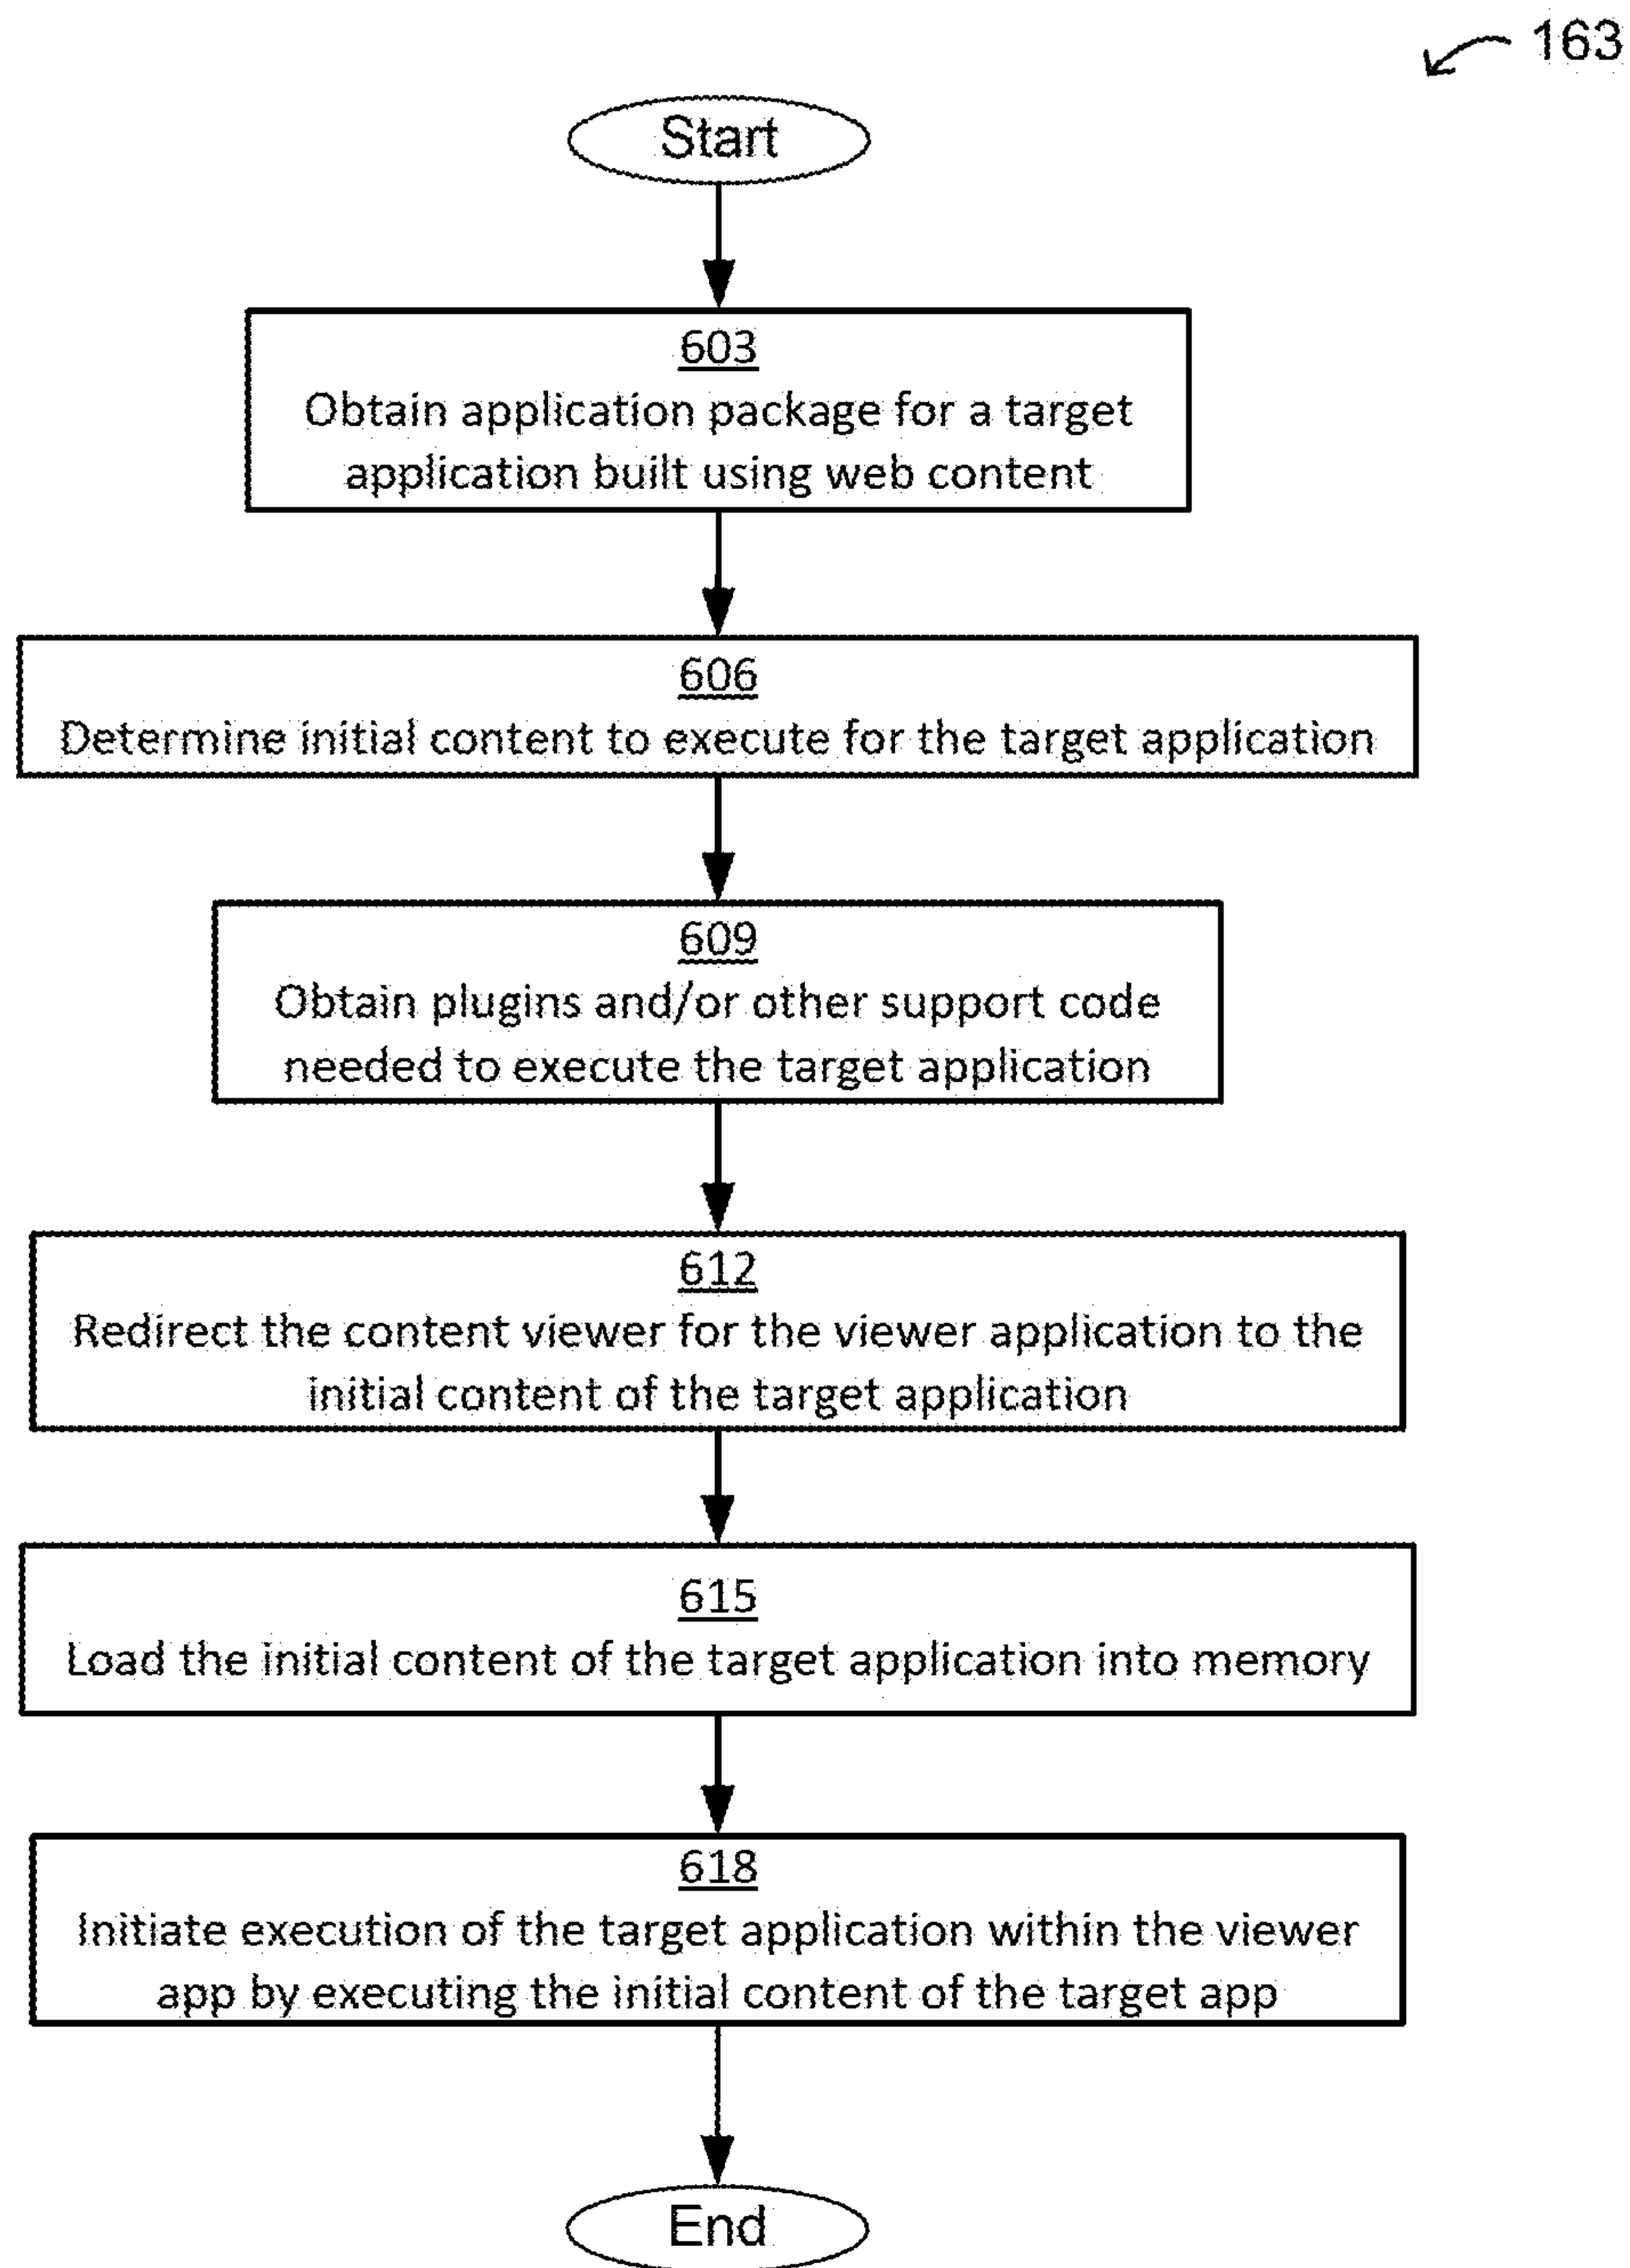 163
Start
603
Obtain application package for a target
application built using web content
606
Determine initial content to execute for the target application
609
Obtain plugins and/or other support code
needed to execute the target application
612
Redirect the content viewer for the viewer application to the
initial content of the target application
615
Load the initial content of the target application into memory
618
Initiate execution of the target application within the viewer
app by executing the initial content of the target app
End